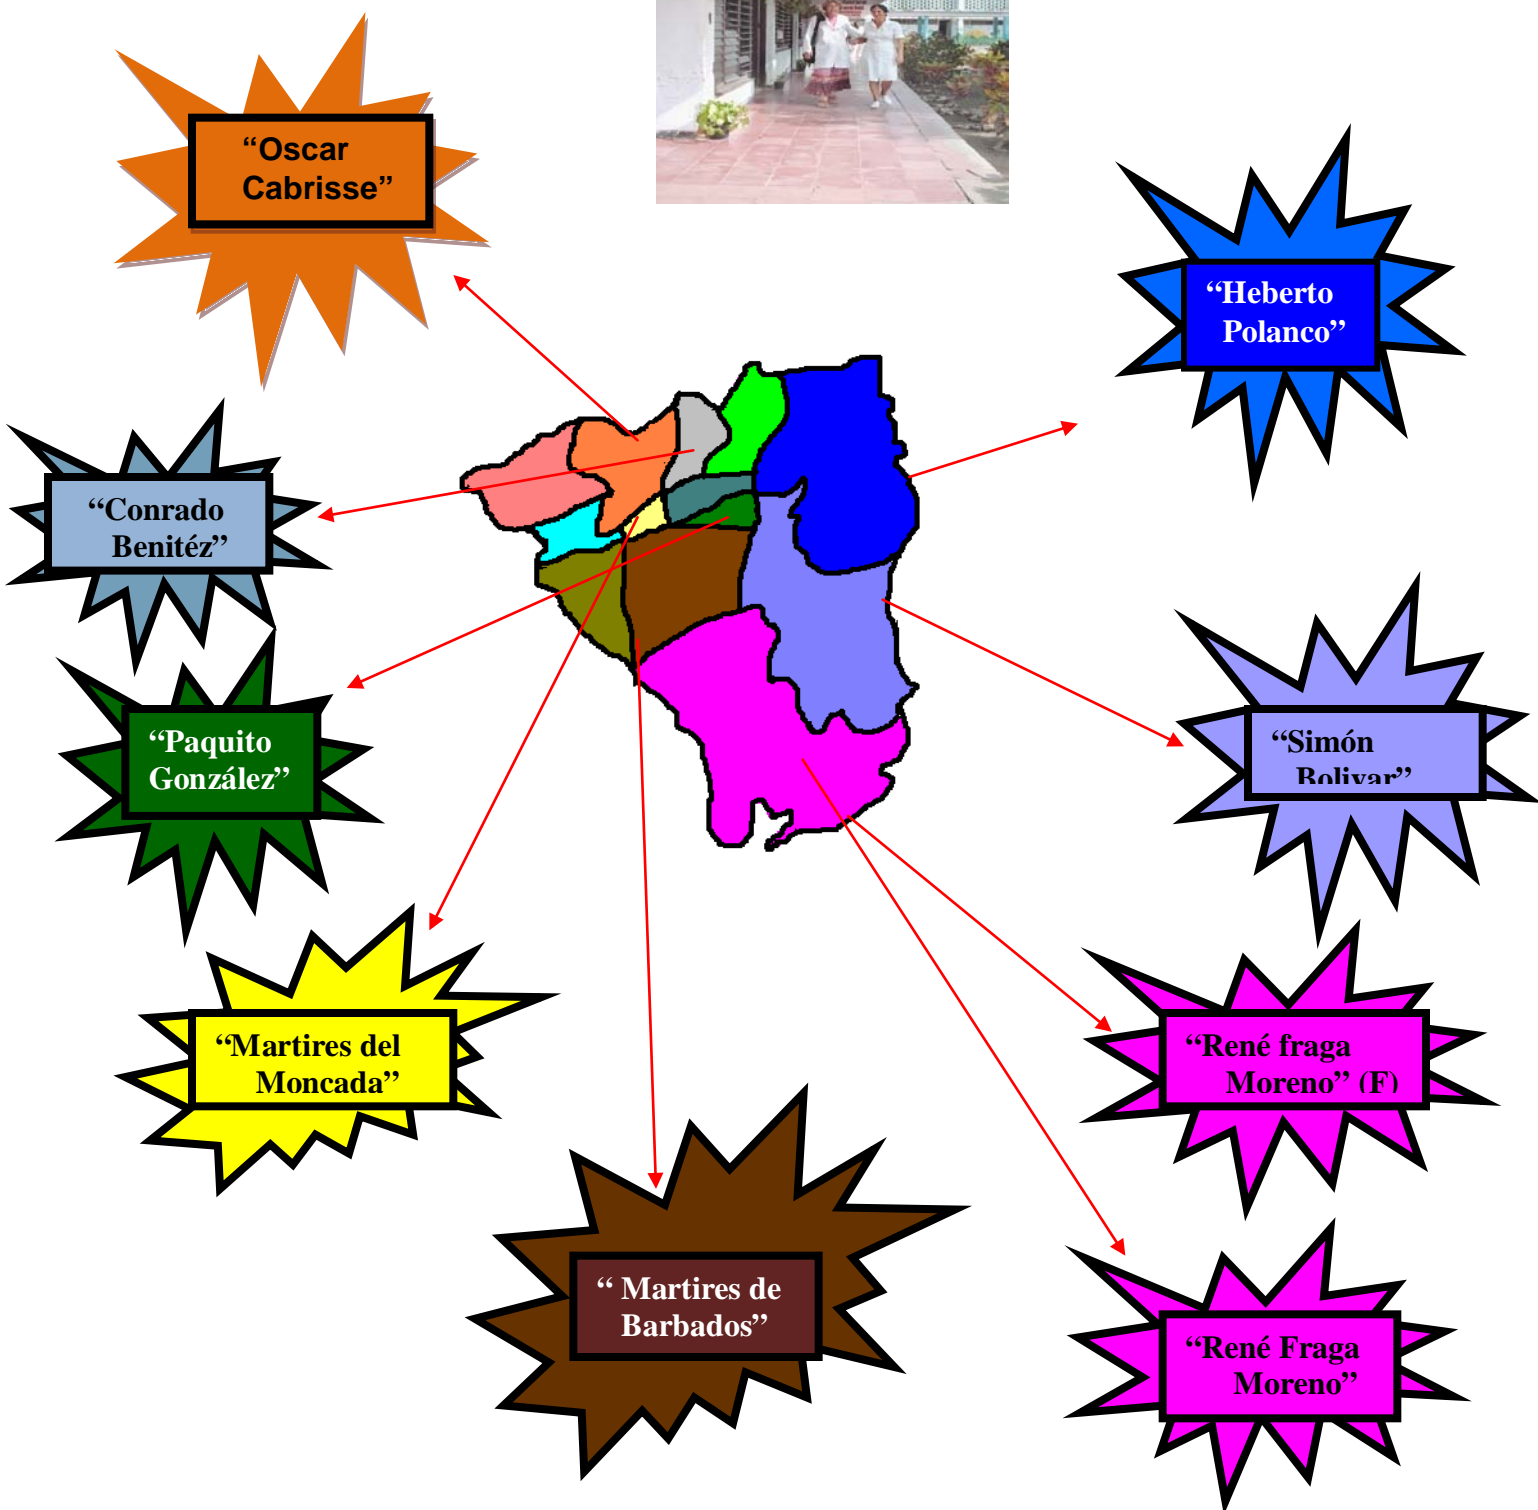 “Oscar
Cabrisse”
“Heberto
Polanco”
“Conrado
Benitéz”
“Paquito
González”
“Simón
Bolivar”
“Martires del
Moncada”
“René fraga
Moreno” (F)
“ Martires de
Barbados”
“René Fraga
Moreno”